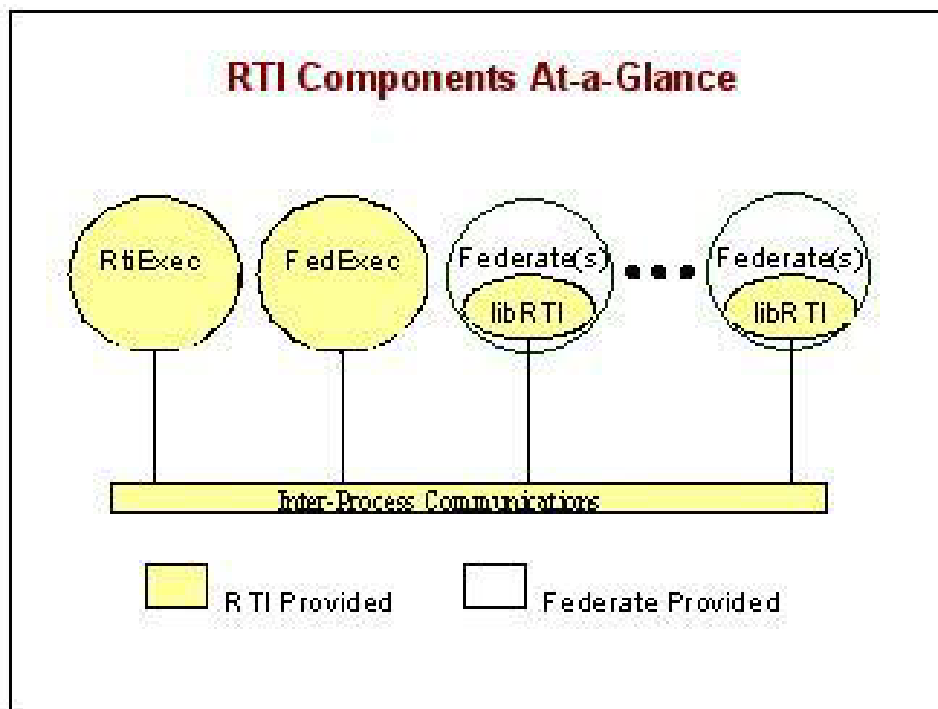 RTI Components At-a-Glance
RtiExec
FedExec
Federate(s)
libRTI
Federate(s)
libRTI
Inter-Process Communications
RTI Provided
Federate Provided